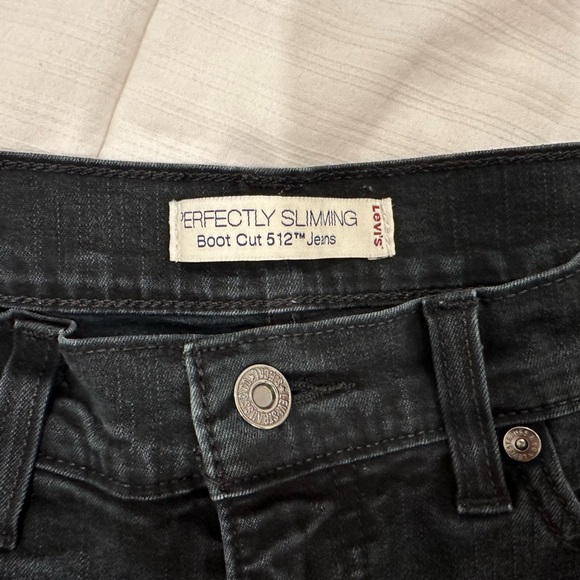 PERFECTLY SLIMMING
Boot Cut 512™ Jeans
Levi's